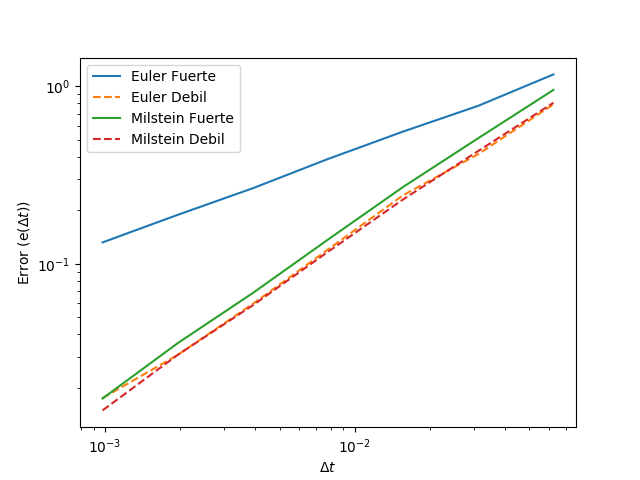 Euler Fuerte
Euler Debil
Milstein Fuerte
Milstein Debil
10⁰
10⁻¹
Error (e(Δt))
10⁻³
10⁻²
Δt